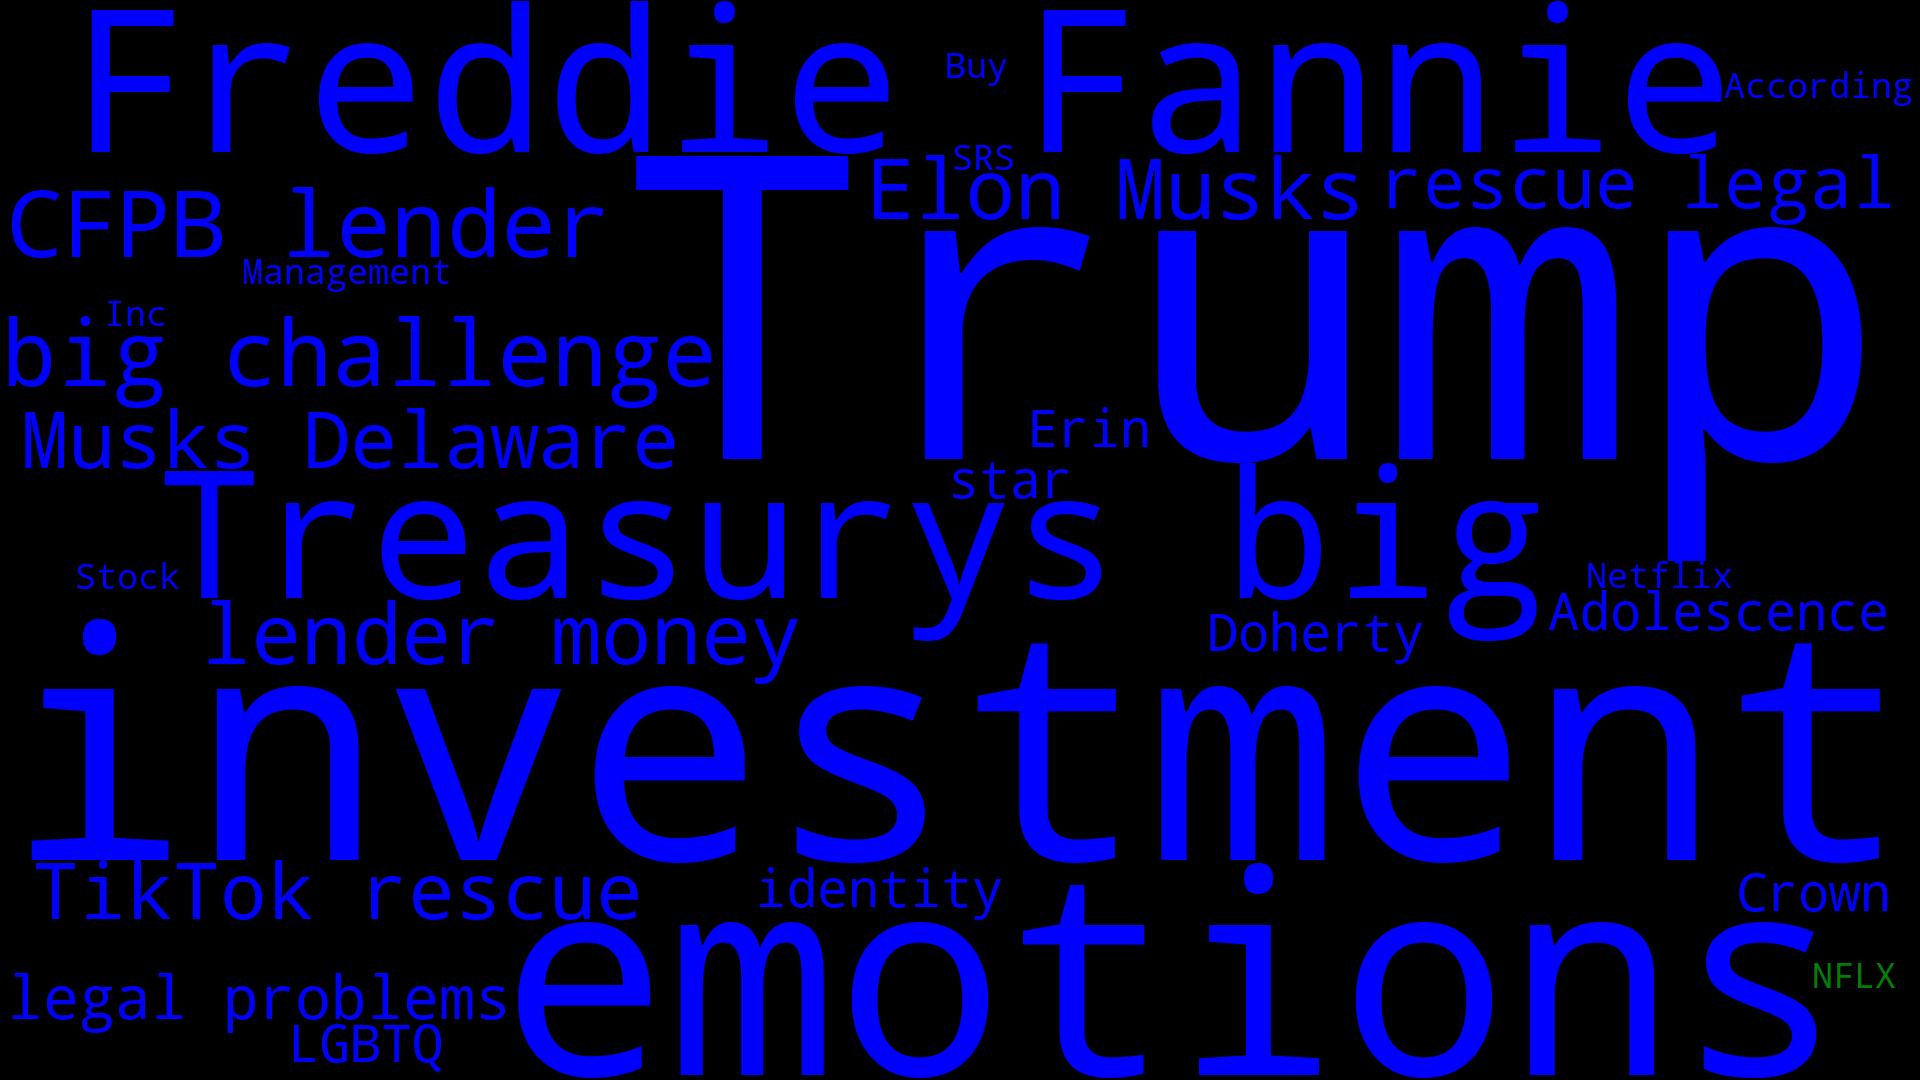 Freddie Fannie
Buy
According
SRS
CFPB lender
Trump
Elon Musks
rescue legal
Management
Inc
big challenge
Musks Delaware
Erin
star
Treasurys big
Stock
Netflix
Adolescence
lender money
Doherty
investment
TikTok rescue
identity
Crown
emotions
NFLX
legal problems
LGBTQ